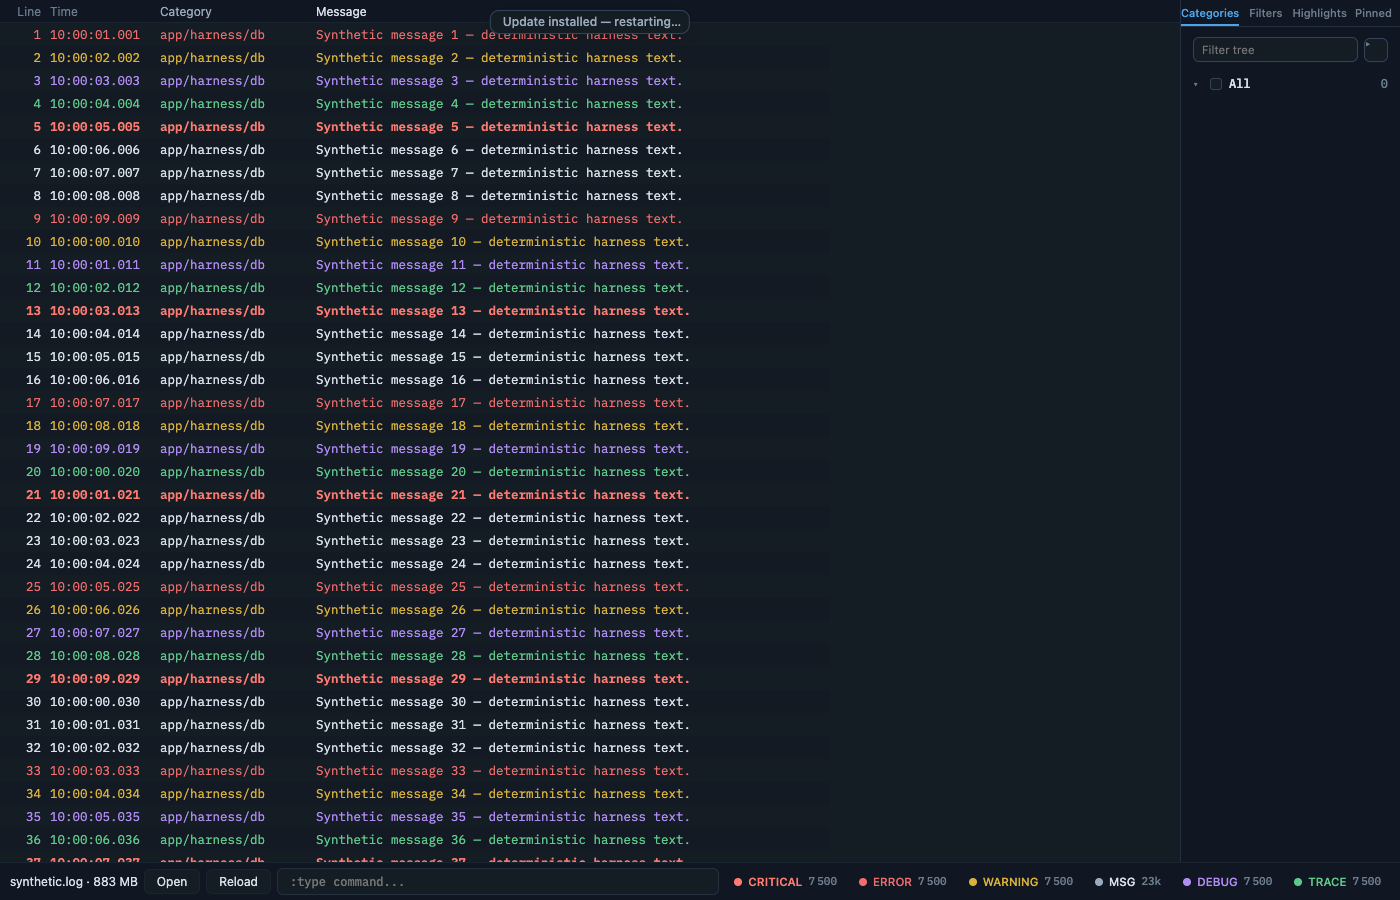 Line Time Category Message
Update installed — restarting...
1 10:00:01.001 app/harness/db Synthetic message 1 — deterministic harness text.
2 10:00:02.002 app/harness/db Synthetic message 2 — deterministic harness text.
3 10:00:03.003 app/harness/db Synthetic message 3 — deterministic harness text.
4 10:00:04.004 app/harness/db Synthetic message 4 — deterministic harness text.
5 10:00:05.005 app/harness/db Synthetic message 5 — deterministic harness text.
6 10:00:06.006 app/harness/db Synthetic message 6 — deterministic harness text.
7 10:00:07.007 app/harness/db Synthetic message 7 — deterministic harness text.
8 10:00:08.008 app/harness/db Synthetic message 8 — deterministic harness text.
9 10:00:09.009 app/harness/db Synthetic message 9 — deterministic harness text.
10 10:00:00.010 app/harness/db Synthetic message 10 — deterministic harness text.
11 10:00:01.011 app/harness/db Synthetic message 11 — deterministic harness text.
12 10:00:02.012 app/harness/db Synthetic message 12 — deterministic harness text.
13 10:00:03.013 app/harness/db Synthetic message 13 — deterministic harness text.
14 10:00:04.014 app/harness/db Synthetic message 14 — deterministic harness text.
15 10:00:05.015 app/harness/db Synthetic message 15 — deterministic harness text.
16 10:00:06.016 app/harness/db Synthetic message 16 — deterministic harness text.
17 10:00:07.017 app/harness/db Synthetic message 17 — deterministic harness text.
18 10:00:08.018 app/harness/db Synthetic message 18 — deterministic harness text.
19 10:00:09.019 app/harness/db Synthetic message 19 — deterministic harness text.
20 10:00:00.020 app/harness/db Synthetic message 20 — deterministic harness text.
21 10:00:01.021 app/harness/db Synthetic message 21 — deterministic harness text.
22 10:00:02.022 app/harness/db Synthetic message 22 — deterministic harness text.
23 10:00:03.023 app/harness/db Synthetic message 23 — deterministic harness text.
24 10:00:04.024 app/harness/db Synthetic message 24 — deterministic harness text.
25 10:00:05.025 app/harness/db Synthetic message 25 — deterministic harness text.
26 10:00:06.026 app/harness/db Synthetic message 26 — deterministic harness text.
27 10:00:07.027 app/harness/db Synthetic message 27 — deterministic harness text.
28 10:00:08.028 app/harness/db Synthetic message 28 — deterministic harness text.
29 10:00:09.029 app/harness/db Synthetic message 29 — deterministic harness text.
30 10:00:00.030 app/harness/db Synthetic message 30 — deterministic harness text.
31 10:00:01.031 app/harness/db Synthetic message 31 — deterministic harness text.
32 10:00:02.032 app/harness/db Synthetic message 32 — deterministic harness text.
33 10:00:03.033 app/harness/db Synthetic message 33 — deterministic harness text.
34 10:00:04.034 app/harness/db Synthetic message 34 — deterministic harness text.
35 10:00:05.035 app/harness/db Synthetic message 35 — deterministic harness text.
36 10:00:06.036 app/harness/db Synthetic message 36 — deterministic harness text.
37 10:00:07.037 app/harness/db Synthetic message 37 — deterministic harness text.
Categories Filters Highlights Pinned
Filter tree
All 0
synthetic.log · 883 MB Open Reload :type command... CRITICAL 7500 ERROR 7500 WARNING 7500 MSG 23k DEBUG 7500 TRACE 7500